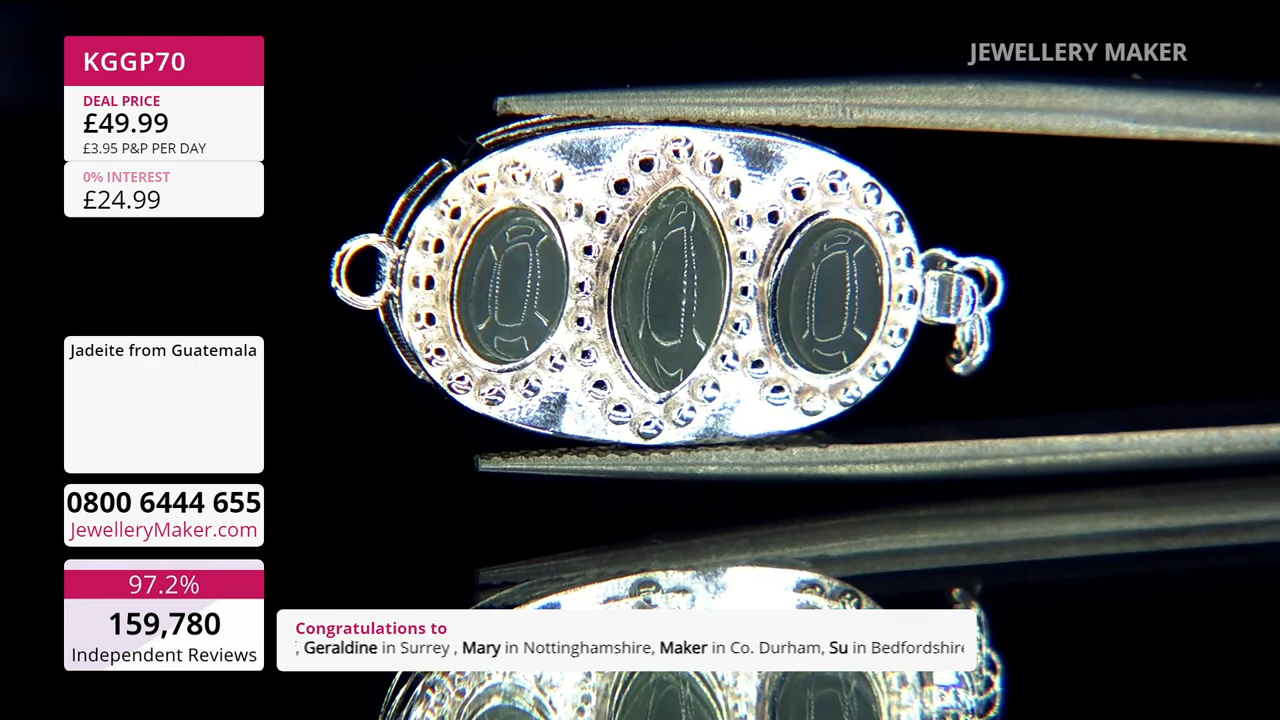 KGGP70
DEAL PRICE
£49.99
£3.95 P&P PER DAY
0% INTEREST
£24.99
JEWELLERY MAKER
Jadeite from Guatemala
0800 6444 655
JewelleryMaker.com
97.2%
159,780
Independent Reviews
Congratulations to
, Geraldine in Surrey , Mary in Nottinghamshire, Maker in Co. Durham, Su in Bedfordshire